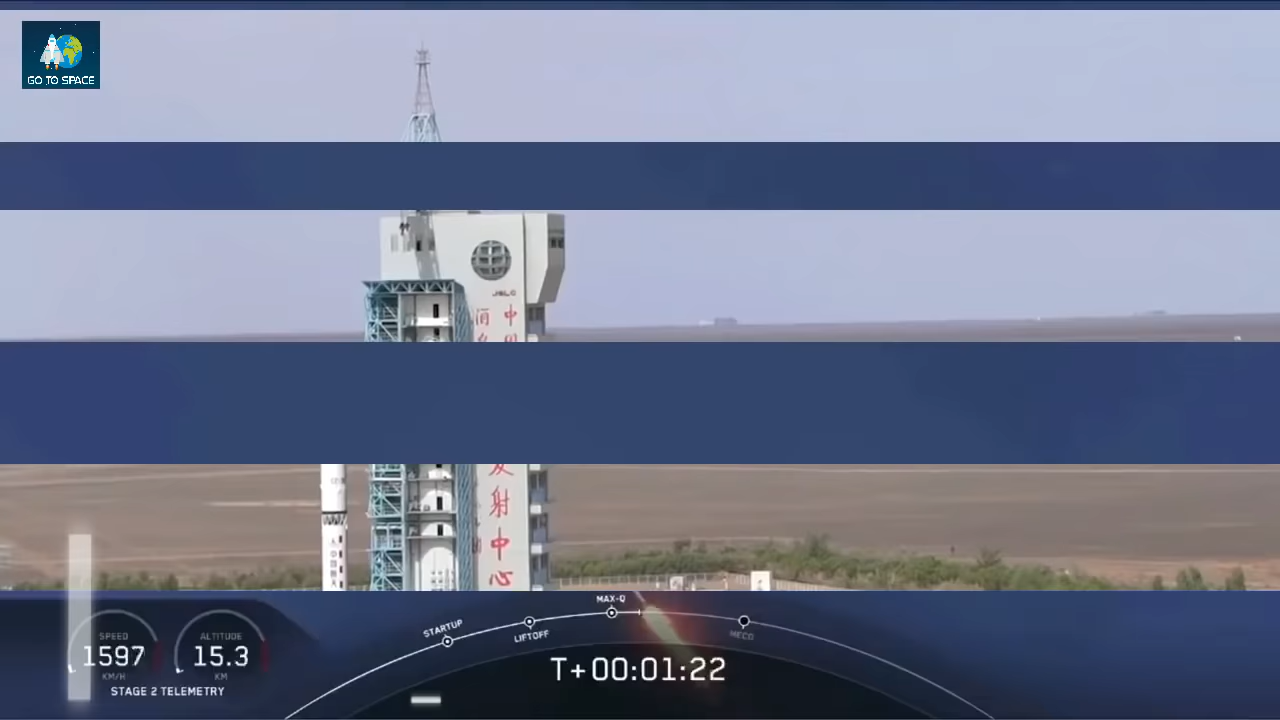 GO TO SPACE
JSLC
中
酒
射
中
心
MAX-Q
STARTUP
LIFTOFF
MECO
SPEED
1597
KM/H
ALTITUDE
15.3
KM
T+00:01:22
STAGE 2 TELEMETRY